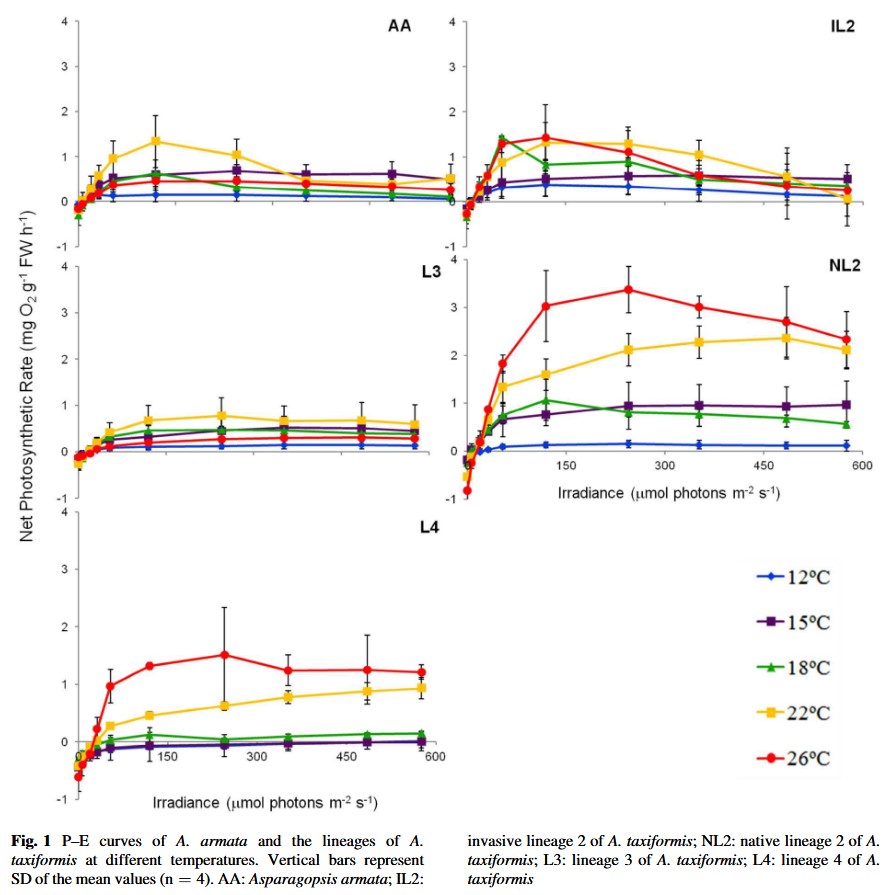 4
AA
3
2
1
0
-1
4
IL2
3
2
1
0
-1
Net Photosynthetic Rate (mg O2 g-1 FW h-1)
4
L3
3
2
1
0
-1
4
NL2
3
2
1
0
-1
150
300
450
600
Irradiance (μmol photons m-2 s-1)
4
L4
3
2
1
0
-1
0
150
300
450
600
Irradiance (μmol photons m-2 s-1)
12ºC
15ºC
18ºC
22ºC
26ºC
Fig. 1 P–E curves of A. armata and the lineages of A.
taxiformis at different temperatures. Vertical bars represent
SD of the mean values (n = 4). AA: Asparagopsis armata; IL2:
invasive lineage 2 of A. taxiformis; NL2: native lineage 2 of A.
taxiformis; L3: lineage 3 of A. taxiformis; L4: lineage 4 of A.
taxiformis